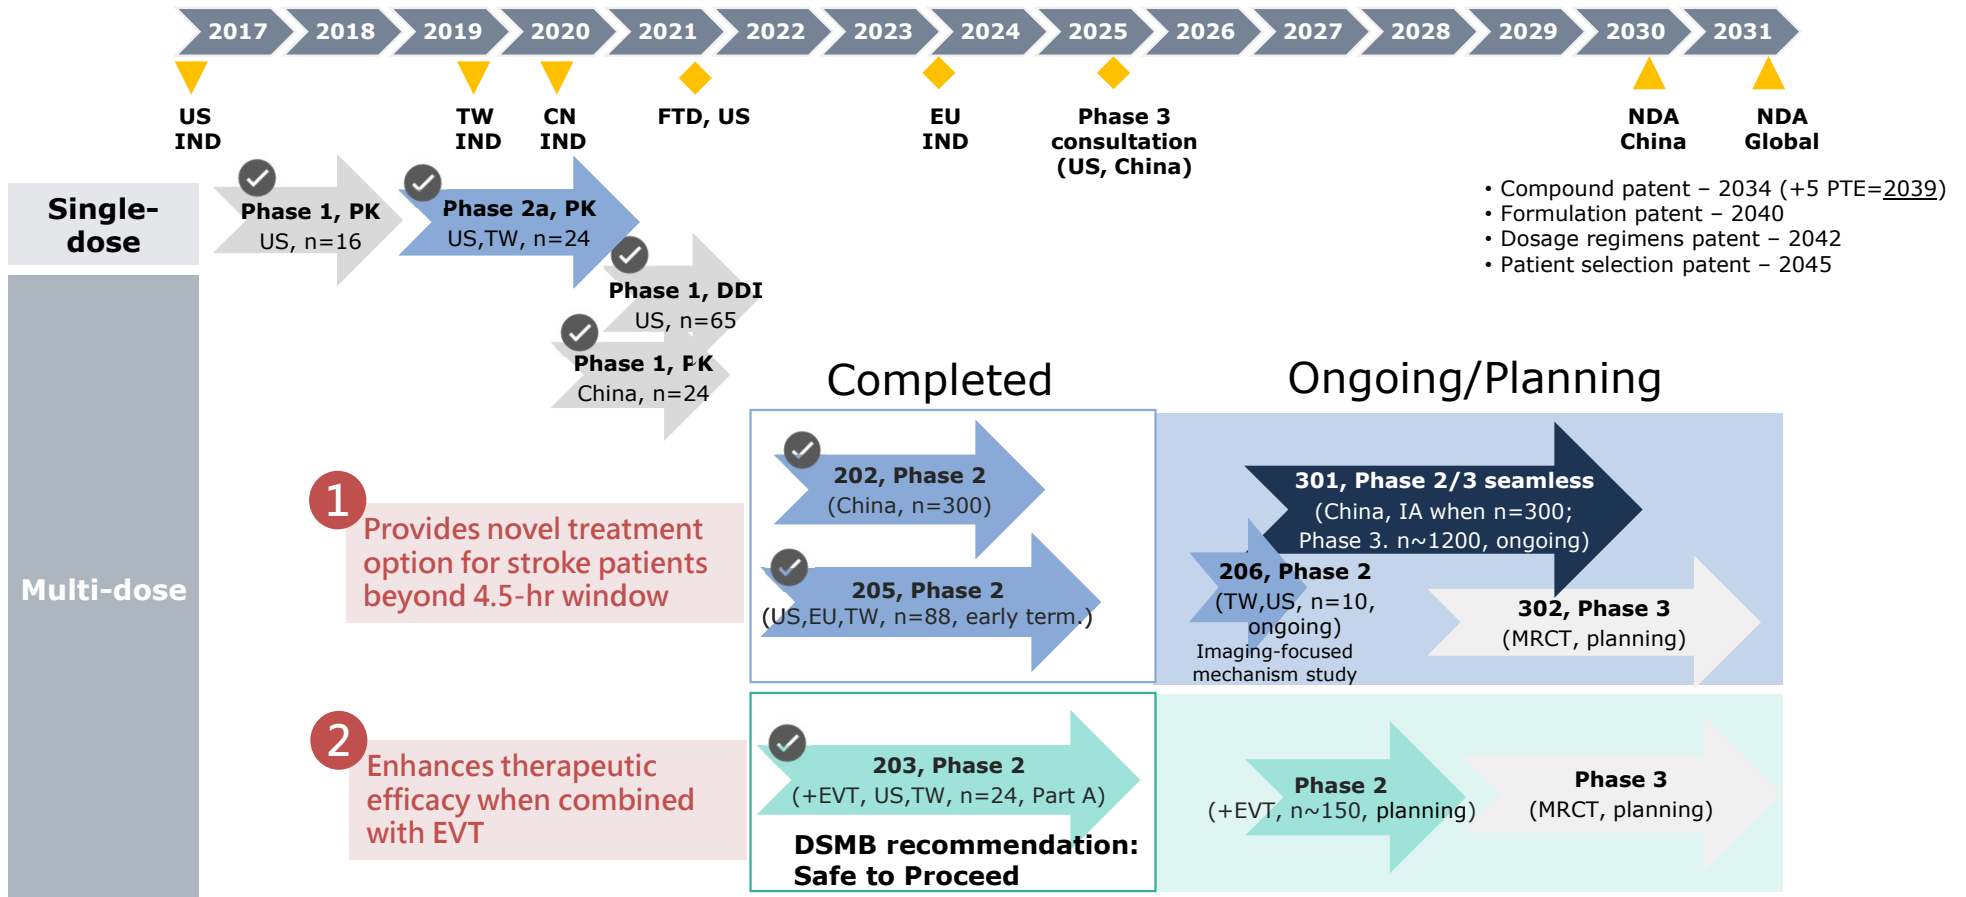 2017 2018 2019 2020 2021 2022 2023 2024 2025 2026 2027 2028 2029 2030 2031
US
IND
TW
IND
CN
IND
FTD, US
EU
IND
Phase 3
consultation
(US, China)
NDA
China
NDA
Global
• Compound patent – 2034 (+5 PTE=2039)
• Formulation patent – 2040
• Dosage regimens patent – 2042
• Patient selection patent – 2045
Single-
dose
Phase 1, PK
US, n=16
Phase 2a, PK
US,TW, n=24
Phase 1, DDI
US, n=65
Phase 1, PK
China, n=24
Multi-dose
Completed
Ongoing/Planning
1
Provides novel treatment
option for stroke patients
beyond 4.5-hr window
202, Phase 2
(China, n=300)
205, Phase 2
(US,EU,TW, n=88, early term.)
301, Phase 2/3 seamless
(China, IA when n=300;
Phase 3. n~1200, ongoing)
206, Phase 2
(TW,US, n=10,
ongoing)
Imaging-focused
mechanism study
302, Phase 3
(MRCT, planning)
2
Enhances therapeutic
efficacy when combined
with EVT
203, Phase 2
(+EVT, US,TW, n=24, Part A)
DSMB recommendation:
Safe to Proceed
Phase 2
(+EVT, n~150, planning)
Phase 3
(MRCT, planning)